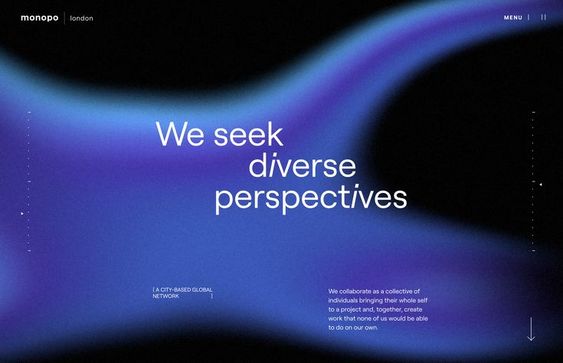 monopo | london
MENU
We seek
diverse
perspectives
[ A CITY-BASED GLOBAL
NETWORK ]
We collaborate as a collective of
individuals bringing their whole self
to a project and, together, create
work that none of us would be able
to do on our own.